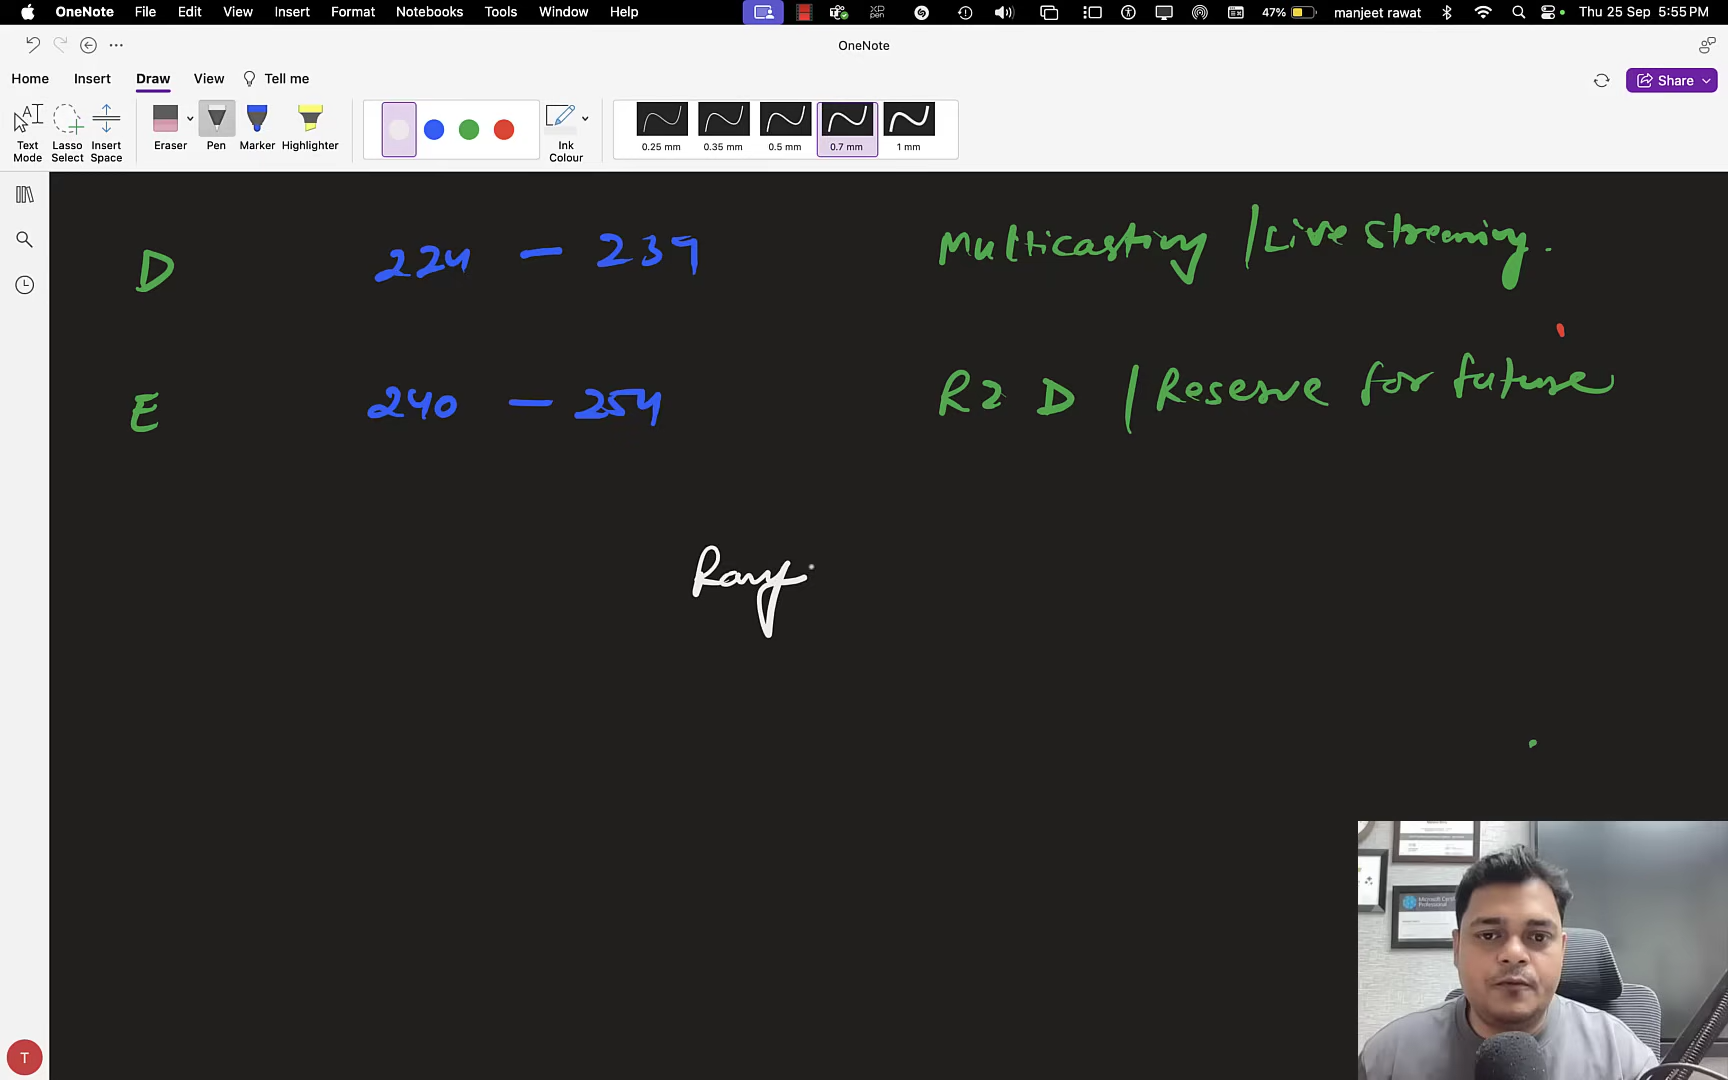 OneNote File Edit View Insert Format Notebooks Tools Window Help XP pen 47% manjeet rawat Thu 25 Sep 5:55 PM
OneNote
Home Insert Draw View Tell me Share
Text Mode Lasso Select Insert Space Eraser Pen Marker Highlighter Ink Colour 0.25 mm 0.35 mm 0.5 mm 0.7 mm 1 mm
D 224 – 239 Multicasting / Live streaming.
E 240 – 254 R2 D / Reserve for future
Rang
T